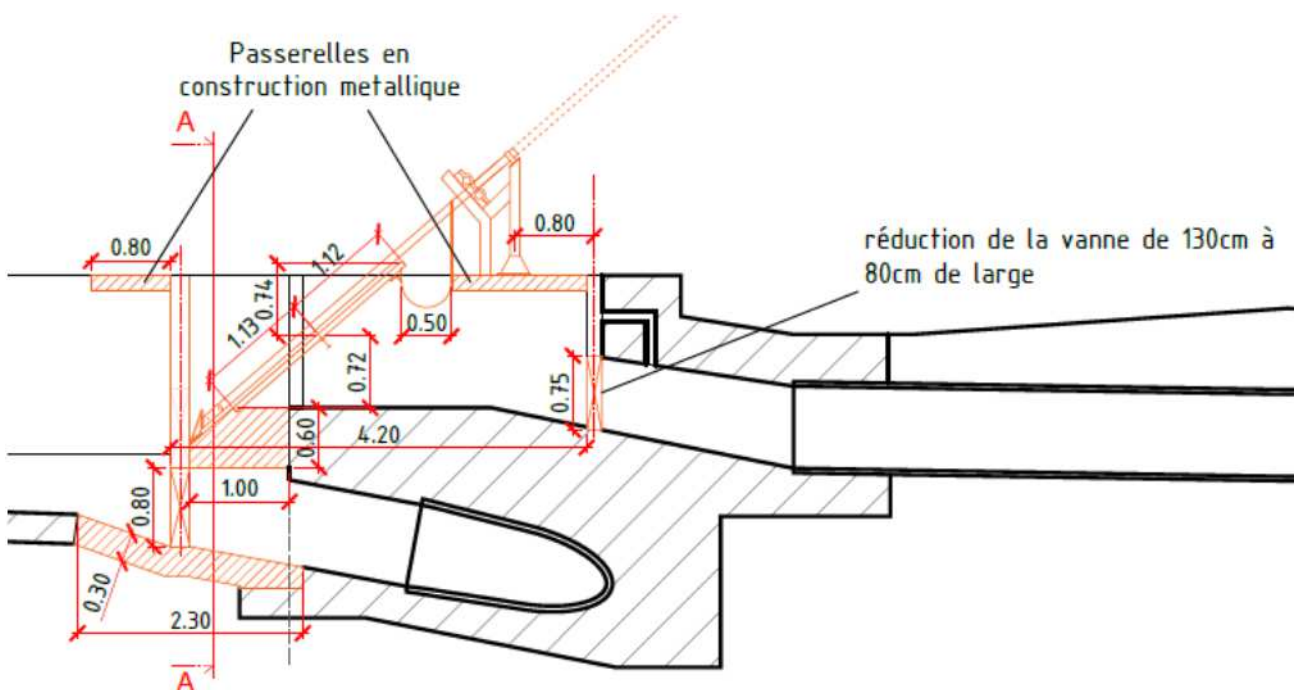 Passerelles en
construction metallique
A
0.80
0.80
réduction de la vanne de 130cm à
80cm de large
1.12
0.74
1.13
0.50
0.72
0.75
0.60
4.20
0.80
1.00
0.30
2.30
A